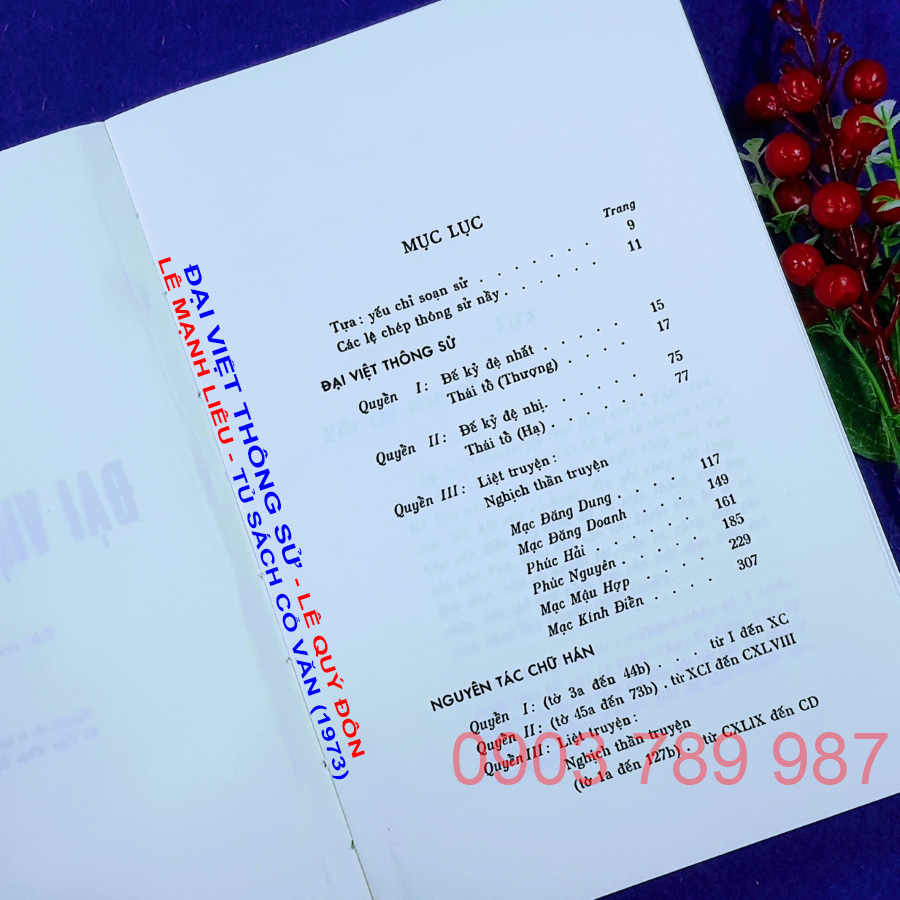 MỤC LỤC
Trang
Tựa : yếu chỉ soạn sử . . . . . . . 9
Các lệ chép thông sử nầy . . . . . . 11
ĐẠI VIỆT THÔNG SỬ
Quyển I : Đế kỷ đệ nhất . . . . . 15
Thái tổ (Thượng) . . . . 17
Quyển II : Đế kỷ đệ nhị. . . . . . 75
Thái tổ (Hạ) . . . . . . 77
Quyển III : Liệt truyện :
Nghịch thần truyện
Mạc Đăng Dung . . . . 117
Mạc Đăng Doanh . . . 149
Phúc Hải . . . . . 161
Phúc Nguyên . . . . . 185
Mạc Mậu Hợp . . . . 229
Mạc Kính Điển . . . . 307
NGUYÊN TÁC CHỮ HÁN
Quyển I : (tờ 3a đến 44b) . . . từ I đến XC
Quyển II : (tờ 45a đến 73b) . từ XCI đến CXLVIII
Quyển III : Liệt truyện :
Nghịch thần truyện
(tờ 1a đến 127b) . từ CXLIX đến CD
ĐẠI VIỆT THÔNG SỬ - LÊ QUÝ ĐÔN
LÊ MẠNH LIÊU - TỦ SÁCH CỔ VĂN (1973)
0903 789 987
ĐẠI VIỆ